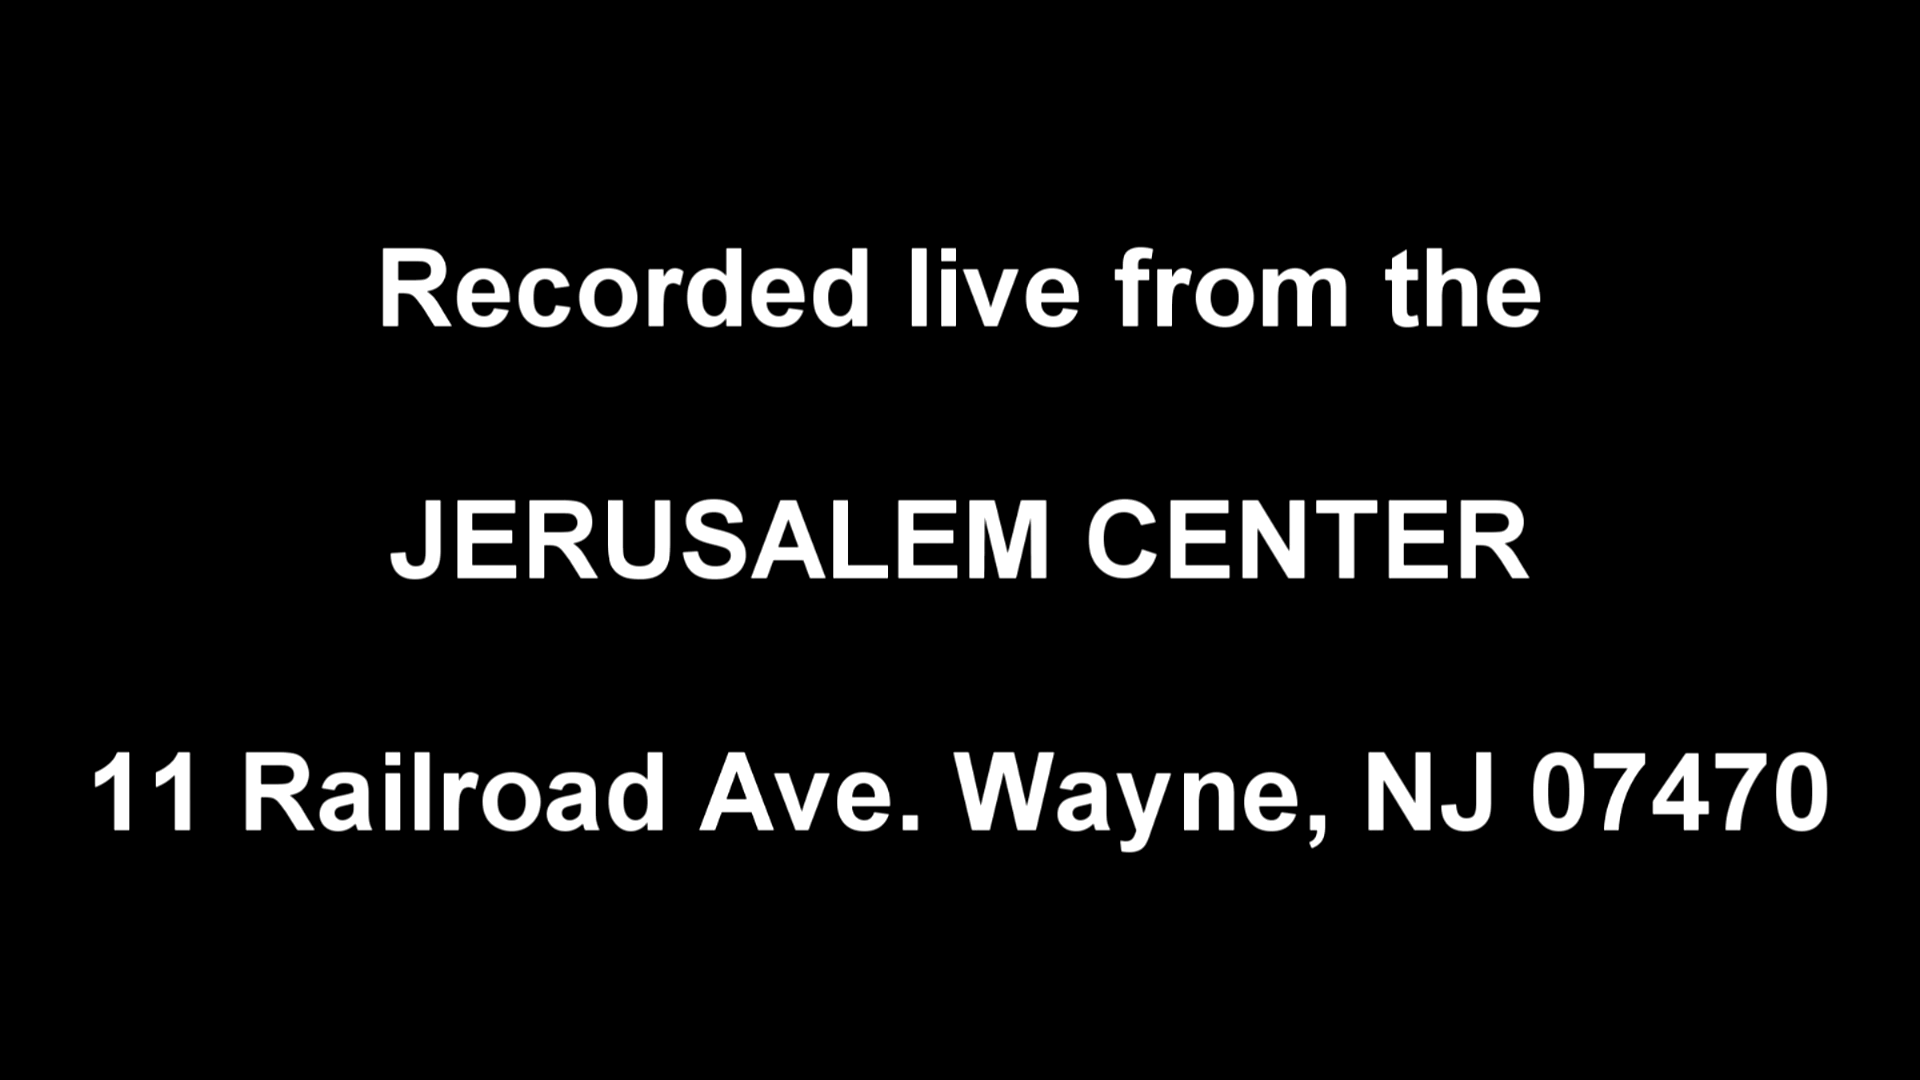 Recorded live from the
JERUSALEM CENTER
11 Railroad Ave. Wayne, NJ 07470